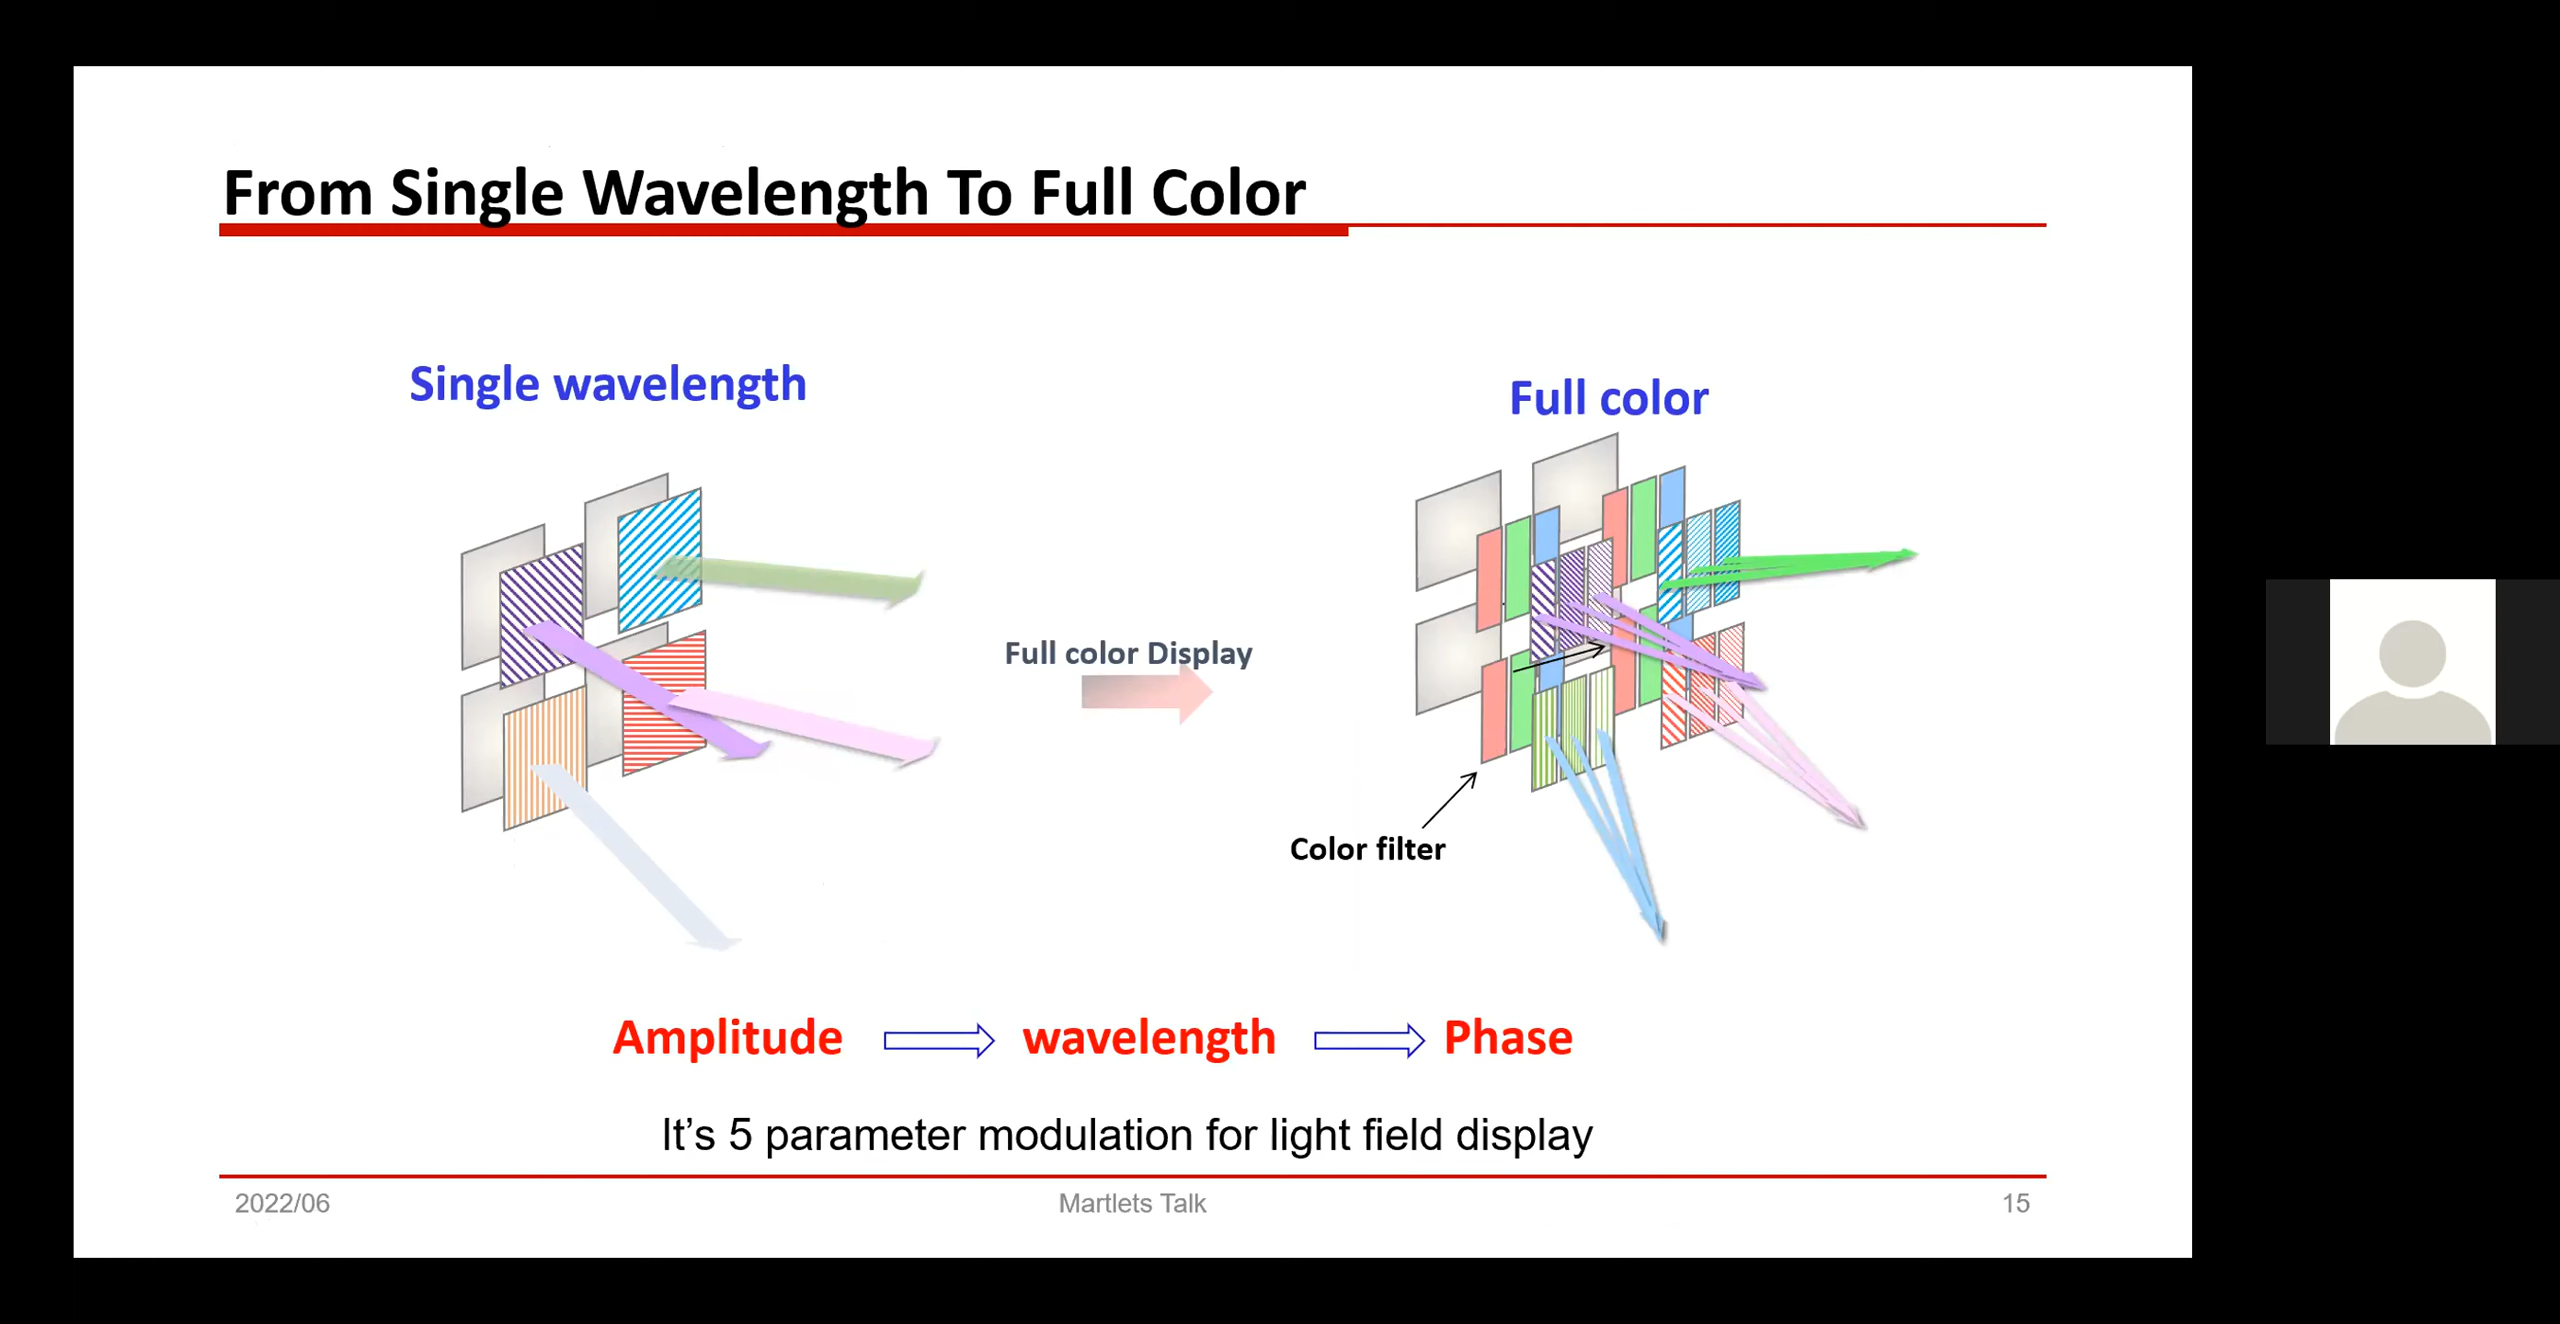 From Single Wavelength To Full Color
Single wavelength
Full color
Full color Display
Color filter
Amplitude wavelength Phase
It's 5 parameter modulation for light field display
2022/06 Martlets Talk 15